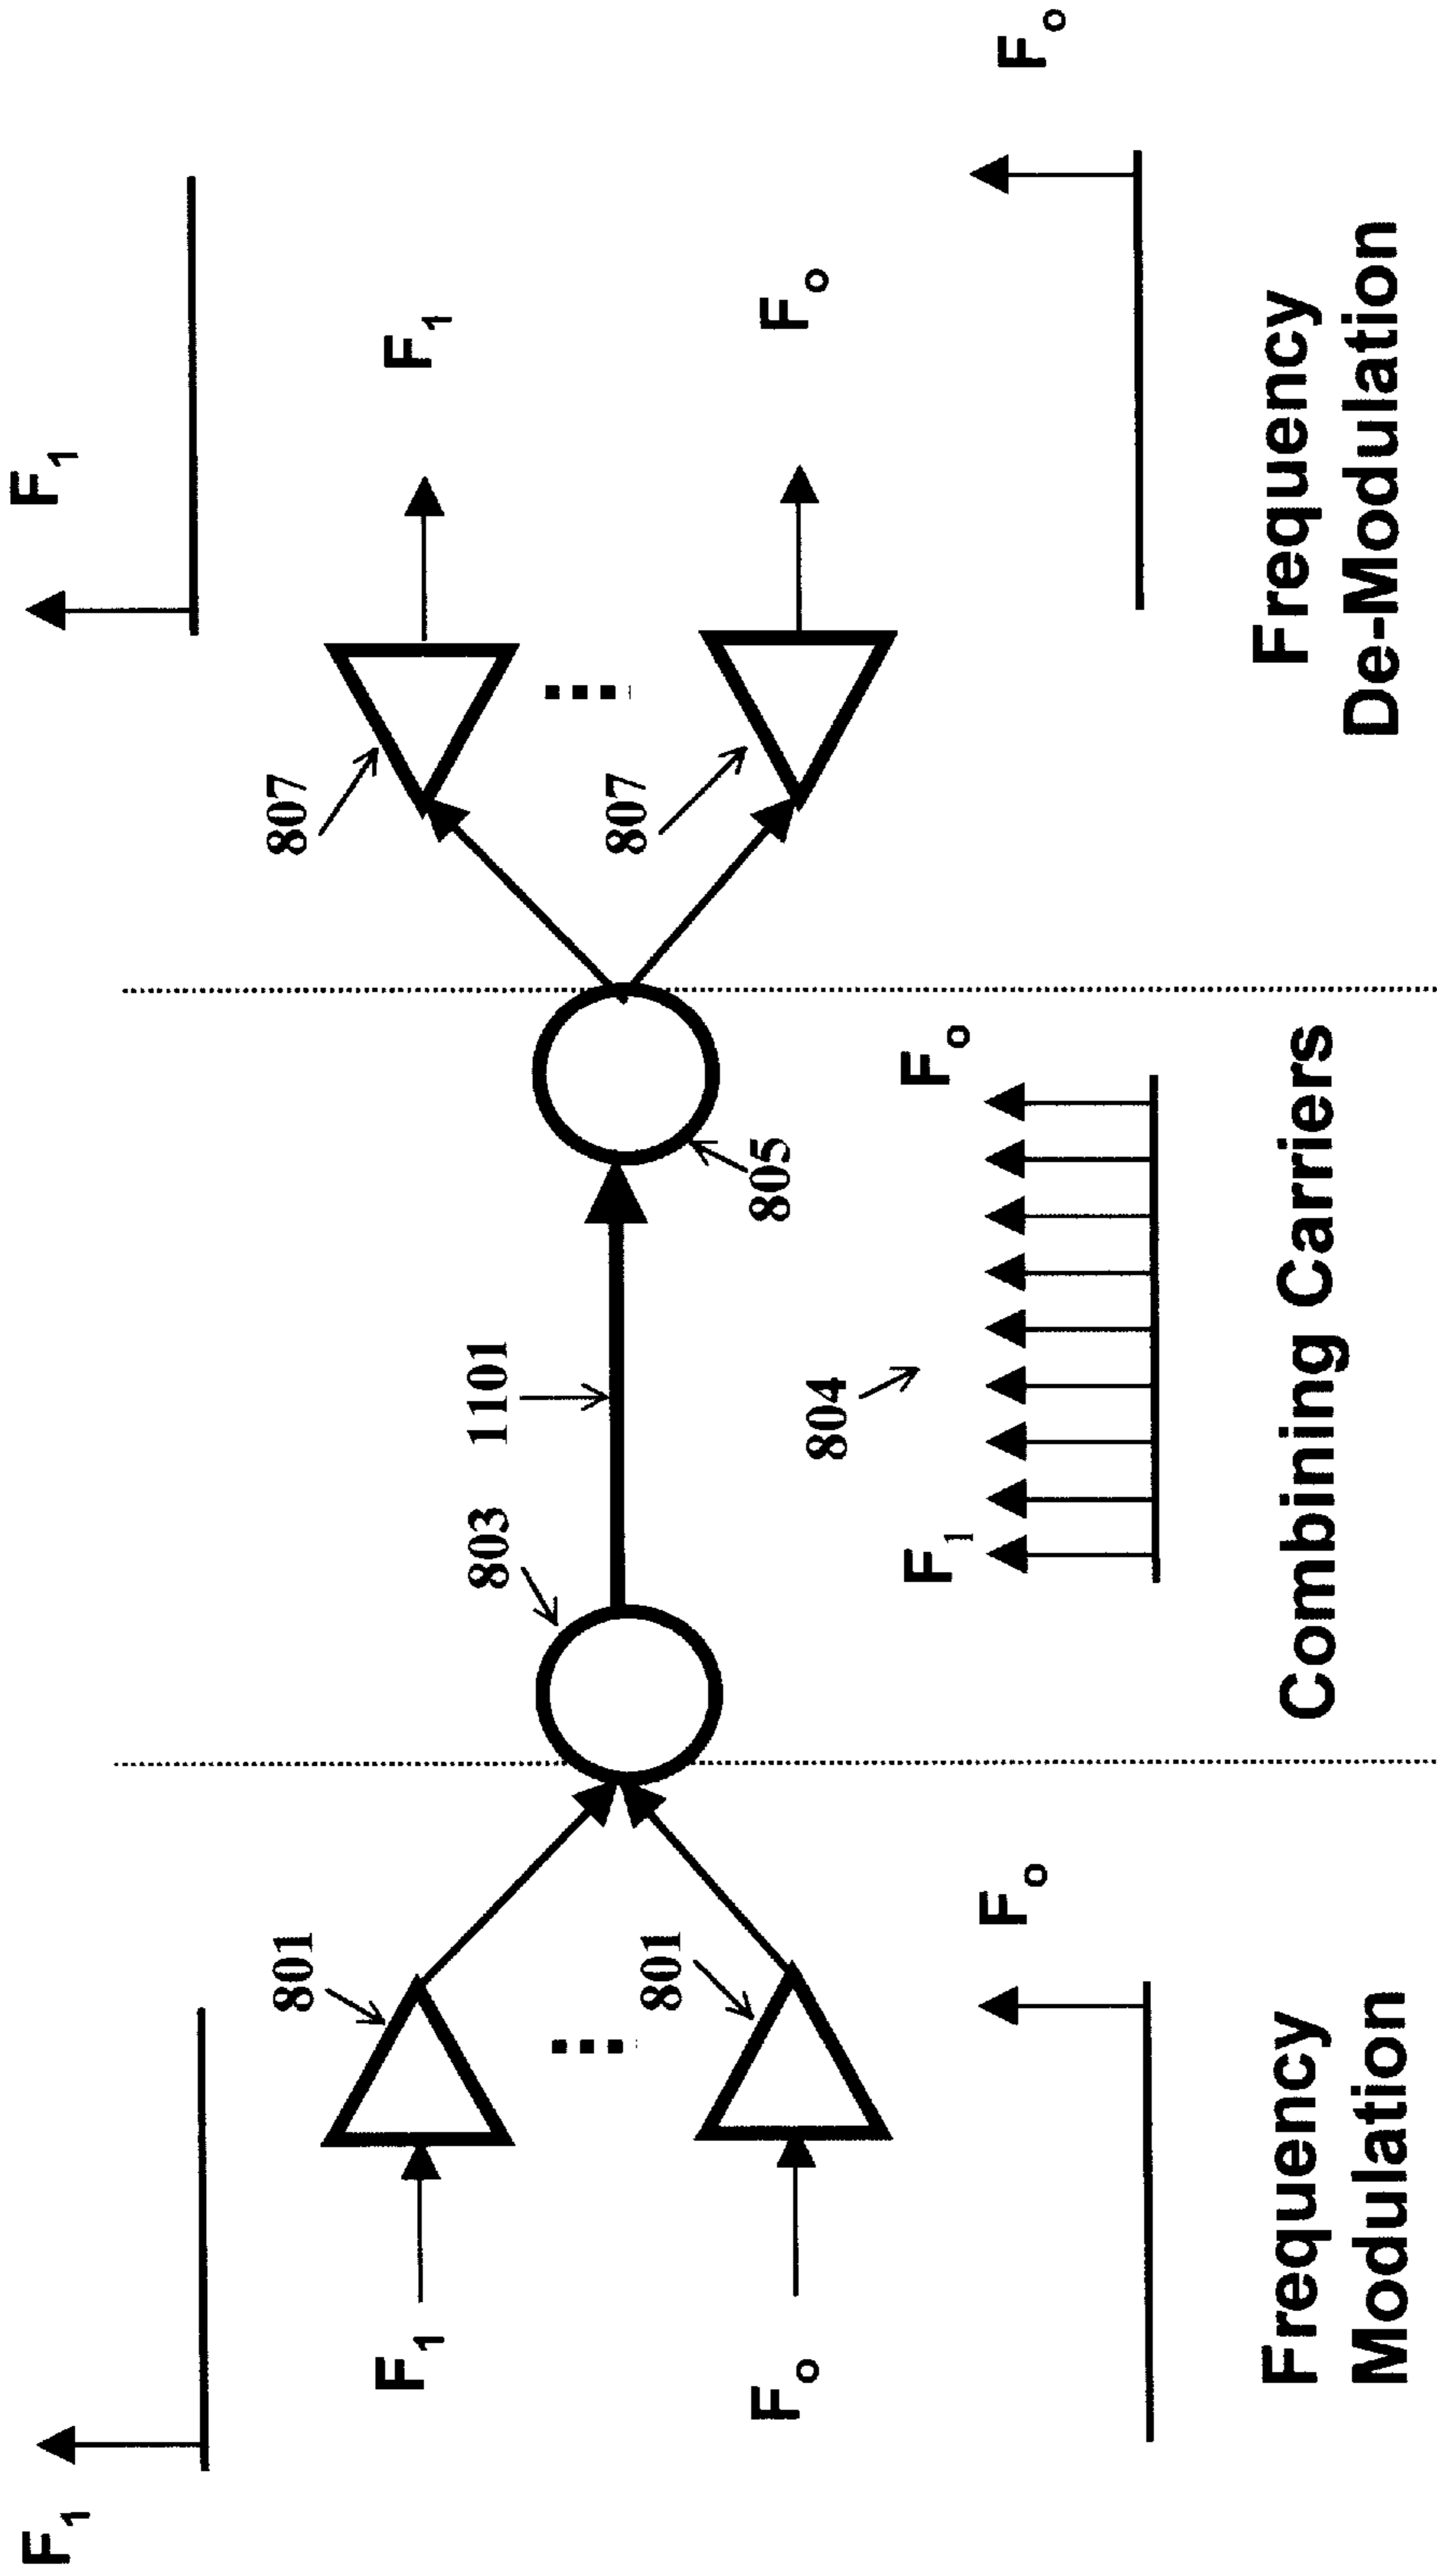 F1
F1
F1
F1
801
807
803
1101
801
807
804
805
Fo
Fo
F1
Fo
Fo
Fo
Frequency
Modulation
Combining Carriers
Frequency
De-Modulation